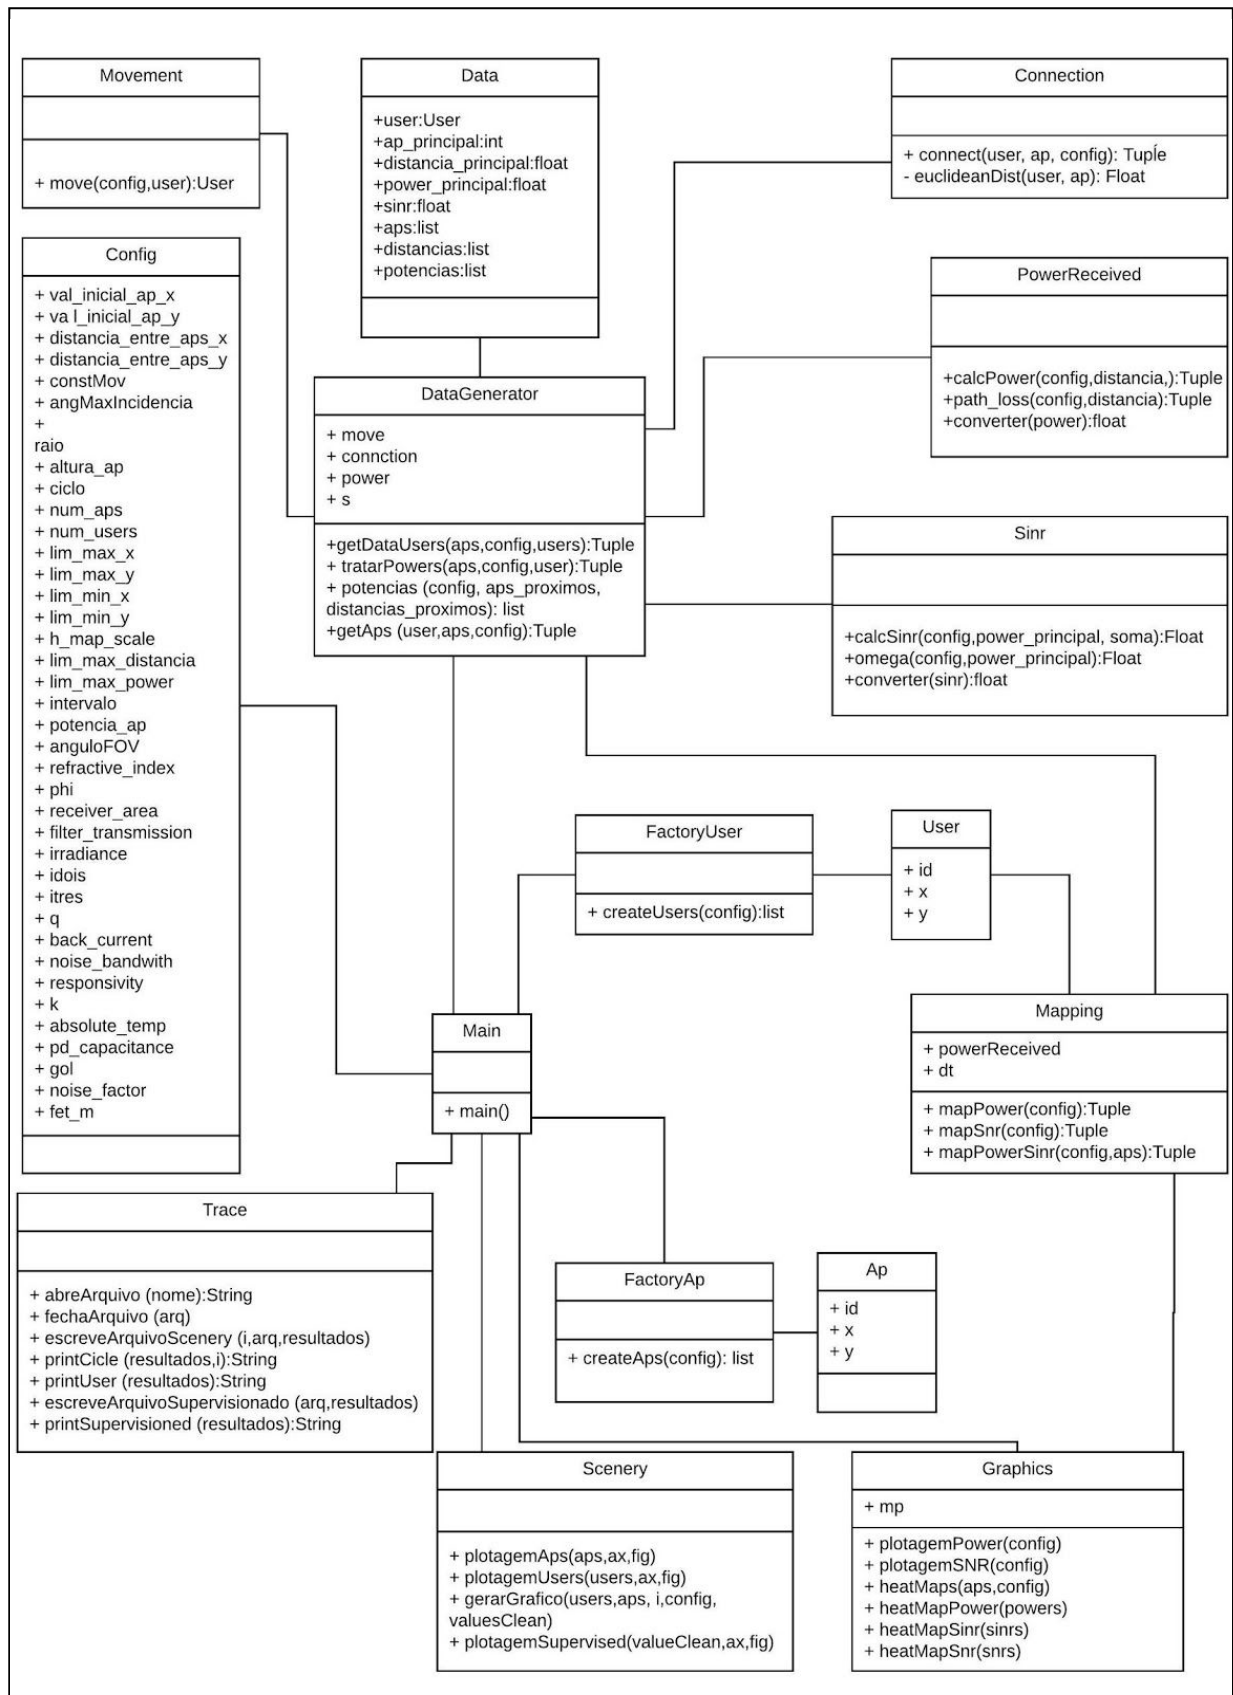 Movement
+ move(config,user):User
Data
+user:User
+ap_principal:int
+distancia_principal:float
+power_principal:float
+sinr:float
+aps:list
+distancias:list
+potencias:list
Connection
+ connect(user, ap, config): Tupĺe
- euclideanDist(user, ap): Float
Config
+ val_inicial_ap_x
+ va l_inicial_ap_y
+ distancia_entre_aps_x
+ distancia_entre_aps_y
+ constMov
+ angMaxIncidencia
+
raio
+ altura_ap
+ ciclo
+ num_aps
+ num_users
+ lim_max_x
+ lim_max_y
+ lim_min_x
+ lim_min_y
+ h_map_scale
+ lim_max_distancia
+ lim_max_power
+ intervalo
+ potencia_ap
+ anguloFOV
+ refractive_index
+ phi
+ receiver_area
+ filter_transmission
+ irradiance
+ idois
+ itres
+ q
+ back_current
+ noise_bandwith
+ responsivity
+ k
+ absolute_temp
+ pd_capacitance
+ gol
+ noise_factor
+ fet_m
PowerReceived
+calcPower(config,distancia,):Tuple
+path_loss(config,distancia):Tuple
+converter(power):float
DataGenerator
+ move
+ connction
+ power
+ s
+getDataUsers(aps,config,users):Tuple
+ tratarPowers(aps,config,user):Tuple
+ potencias (config, aps_proximos,
distancias_proximos): list
+getAps (user,aps,config):Tuple
Sinr
+calcSinr(config,power_principal, soma):Float
+omega(config,power_principal):Float
+converter(sinr):float
FactoryUser
+ createUsers(config):list
User
+ id
+ x
+ y
Main
+ main()
Mapping
+ powerReceived
+ dt
+ mapPower(config):Tuple
+ mapSnr(config):Tuple
+ mapPowerSinr(config,aps):Tuple
Trace
+ abreArquivo (nome):String
+ fechaArquivo (arq)
+ escreveArquivoScenery (i,arq,resultados)
+ printCicle (resultados,i):String
+ printUser (resultados):String
+ escreveArquivoSupervisionado (arq,resultados)
+ printSupervisioned (resultados):String
FactoryAp
+ createAps(config): list
Ap
+ id
+ x
+ y
Scenery
+ plotagemAps(aps,ax,fig)
+ plotagemUsers(users,ax,fig)
+ gerarGrafico(users,aps, i,config,
valuesClean)
+ plotagemSupervised(valueClean,ax,fig)
Graphics
+ mp
+ plotagemPower(config)
+ plotagemSNR(config)
+ heatMaps(aps,config)
+ heatMapPower(powers)
+ heatMapSinr(sinrs)
+ heatMapSnr(snrs)